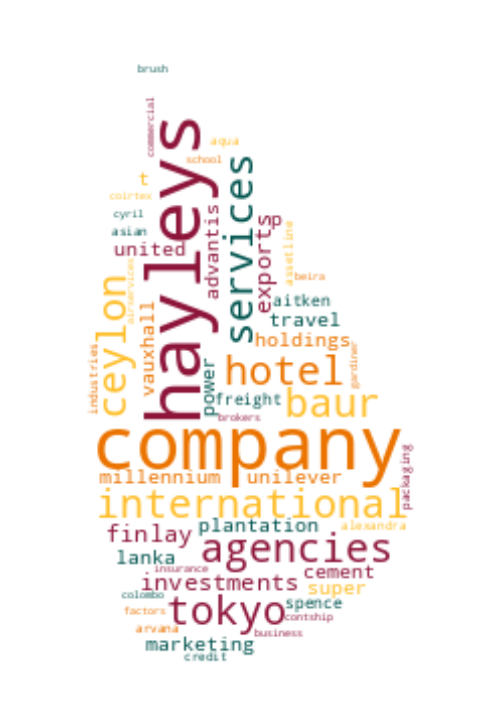 brush
commercial
hayleys
aqua
school
services
t
coirtex
cyril
asian
united
advantis
exports
p
assetline
airservices
beira
ceylon
vauxhall
aitken
travel
holdings
industries
power
hotel
gardiner
freight
baur
brokers
company
packaging
millennium
unilever
international
plantation
alexandra
finlay
agencies
lanka
insurance
cement
investments
super
colombo
tokyo
spence
factors
contship
arvana
business
marketing
credit